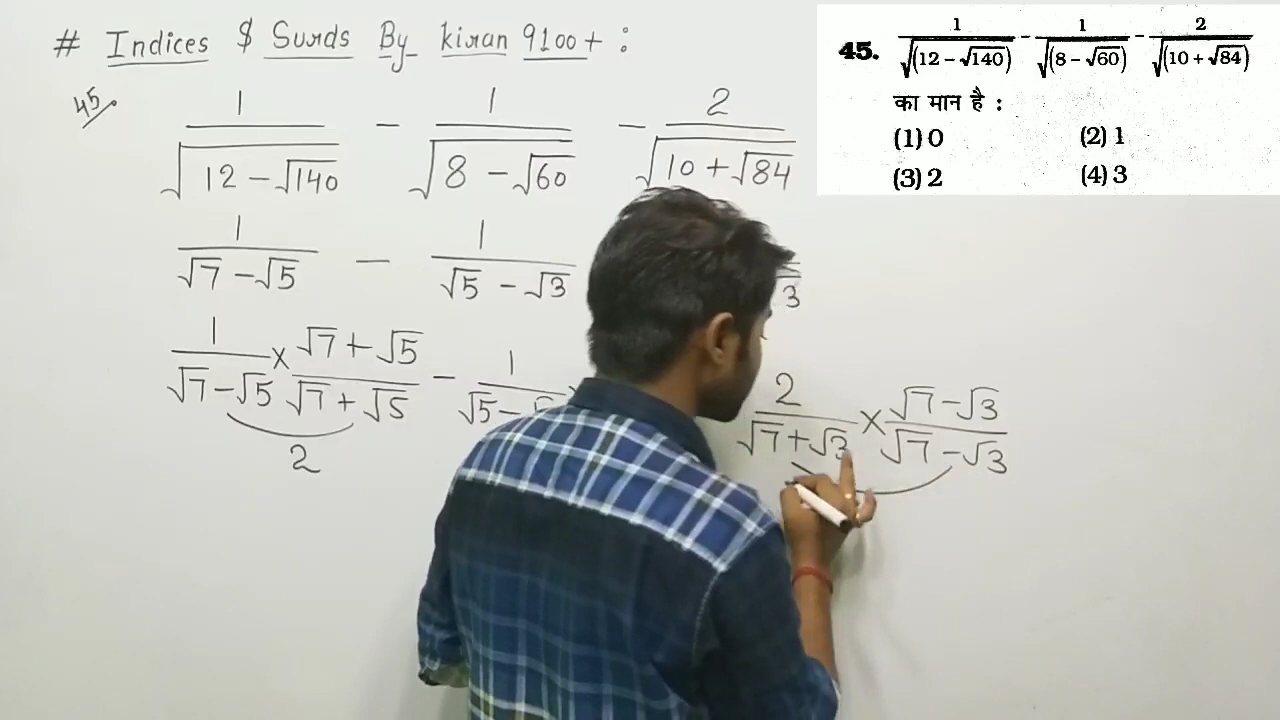 # Indices $ Surds By kiran 9100+ :
45. 1/√(12 - √140) - 1/√(8 - √60) - 2/√(10 + √84)
1/(√7 - √5) - 1/(√5 - √3) 3
1/(√7 - √5) × (√7 + √5)/(√7 + √5) - 1/(√5 - √5) 2/(√7 + √3) × (√7 - √3)/(√7 - √3)
2
45. 1/√(12 - √140) - 1/√(8 - √60) - 2/√(10 + √84)
का मान है :
(1) 0 (2) 1
(3) 2 (4) 3